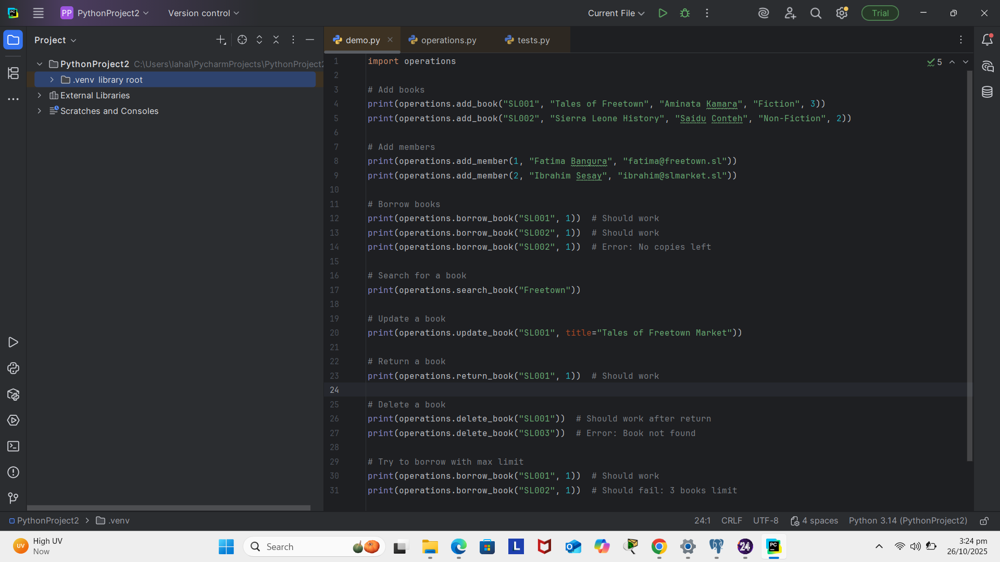 PP PythonProject2 Version control Current File Trial
Project
demo.py operations.py tests.py
PythonProject2 C:\Users\lahai\PycharmProjects\PythonProject2
.venv library root
External Libraries
Scratches and Consoles
5
1 import operations
2
3 # Add books
4 print(operations.add_book("SL001", "Tales of Freetown", "Aminata Kamara", "Fiction", 3))
5 print(operations.add_book("SL002", "Sierra Leone History", "Saidu Conteh", "Non-Fiction", 2))
6
7 # Add members
8 print(operations.add_member(1, "Fatima Bangura", "fatima@freetown.sl"))
9 print(operations.add_member(2, "Ibrahim Sesay", "ibrahim@slmarket.sl"))
10
11 # Borrow books
12 print(operations.borrow_book("SL001", 1))  # Should work
13 print(operations.borrow_book("SL002", 1))  # Should work
14 print(operations.borrow_book("SL002", 1))  # Error: No copies left
15
16 # Search for a book
17 print(operations.search_book("Freetown"))
18
19 # Update a book
20 print(operations.update_book("SL001", title="Tales of Freetown Market"))
21
22 # Return a book
23 print(operations.return_book("SL001", 1))  # Should work
24
25 # Delete a book
26 print(operations.delete_book("SL001"))  # Should work after return
27 print(operations.delete_book("SL003"))  # Error: Book not found
28
29 # Try to borrow with max limit
30 print(operations.borrow_book("SL001", 1))  # Should work
31 print(operations.borrow_book("SL002", 1))  # Should fail: 3 books limit
PythonProject2 .venv 24:1 CRLF UTF-8 4 spaces Python 3.14 (PythonProject2)
UV High UV
Now
Search
L
24
PC
3:24 pm
26/10/2025